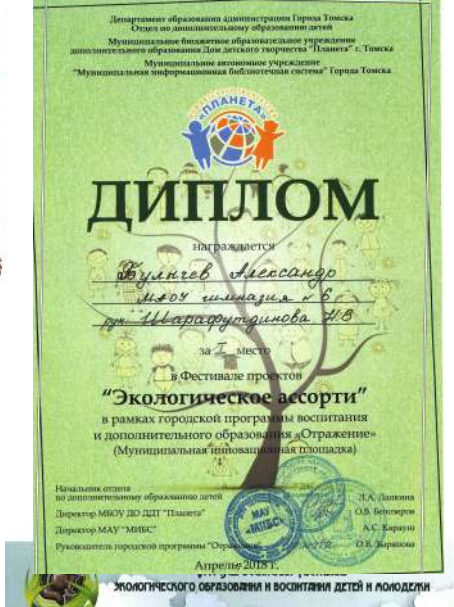 Департамент образования администрации Города Томска
Отдел по дополнительному образованию детей
Муниципальное бюджетное образовательное учреждение
дополнительного образования Дом детского творчества "Планета" г. Томска
Муниципальное автономное учреждение
"Муниципальная информационная библиотечная система" Города Томска
"ПЛАНЕТА"
ДИПЛОМ
награждается
Булычев Александр
МАОУ гимназия № 6
рук. Шарафутдинова Н.В
за I место
в Фестивале проектов
"Экологическое ассорти"
в рамках городской программы воспитания
и дополнительного образования «Отражение»
(Муниципальная инновационная площадка)
Начальник отдела
по дополнительному образованию детей Л.А. Лапкина
Директор МБОУ ДО ДДТ "Планета" О.В.
Директор МАУ "МИБС" А.С. Карауш
Руководитель городской программы О.В. Зырянова
МАУ
«МИБС»
Апрель 2018 г.
экологического образования и воспитания детей и молодежи